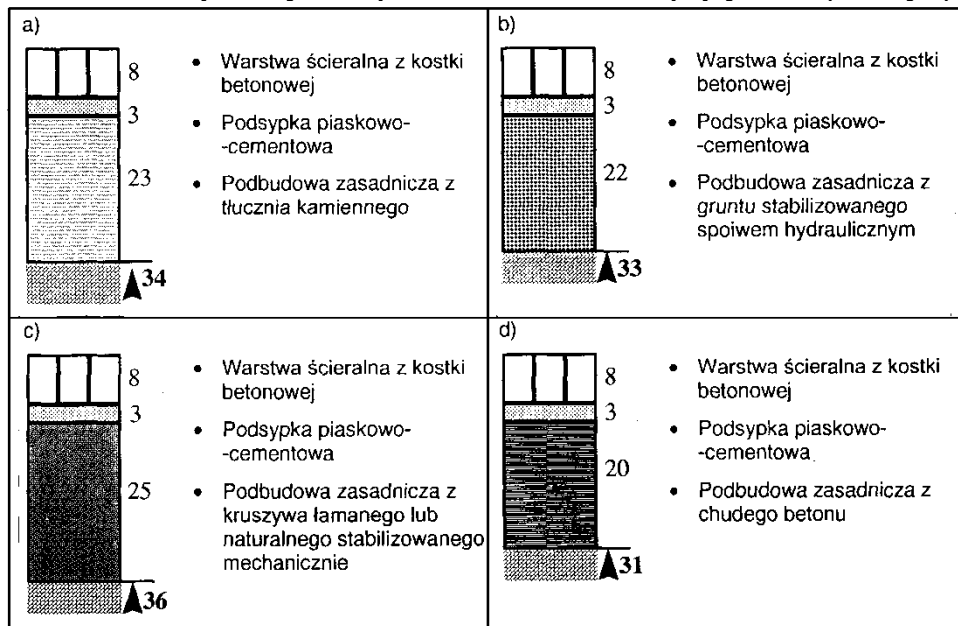 a)
8
3
23
34
• Warstwa ścieralna z kostki
betonowej
• Podsypka piaskowo-
-cementowa
• Podbudowa zasadnicza z
tłucznia kamiennego
b)
8
3
22
33
• Warstwa ścieralna z kostki
betonowej
• Podsypka piaskowo-
-cementowa
• Podbudowa zasadnicza z
gruntu stabilizowanego
spoiwem hydraulicznym
c)
8
3
25
36
• Warstwa ścieralna z kostki
betonowej
• Podsypka piaskowo-
-cementowa
• Podbudowa zasadnicza z
kruszywa łamanego lub
naturalnego stabilizowanego
mechanicznie
d)
8
3
20
31
• Warstwa ścieralna z kostki
betonowej
• Podsypka piaskowo-
-cementowa
• Podbudowa zasadnicza z
chudego betonu